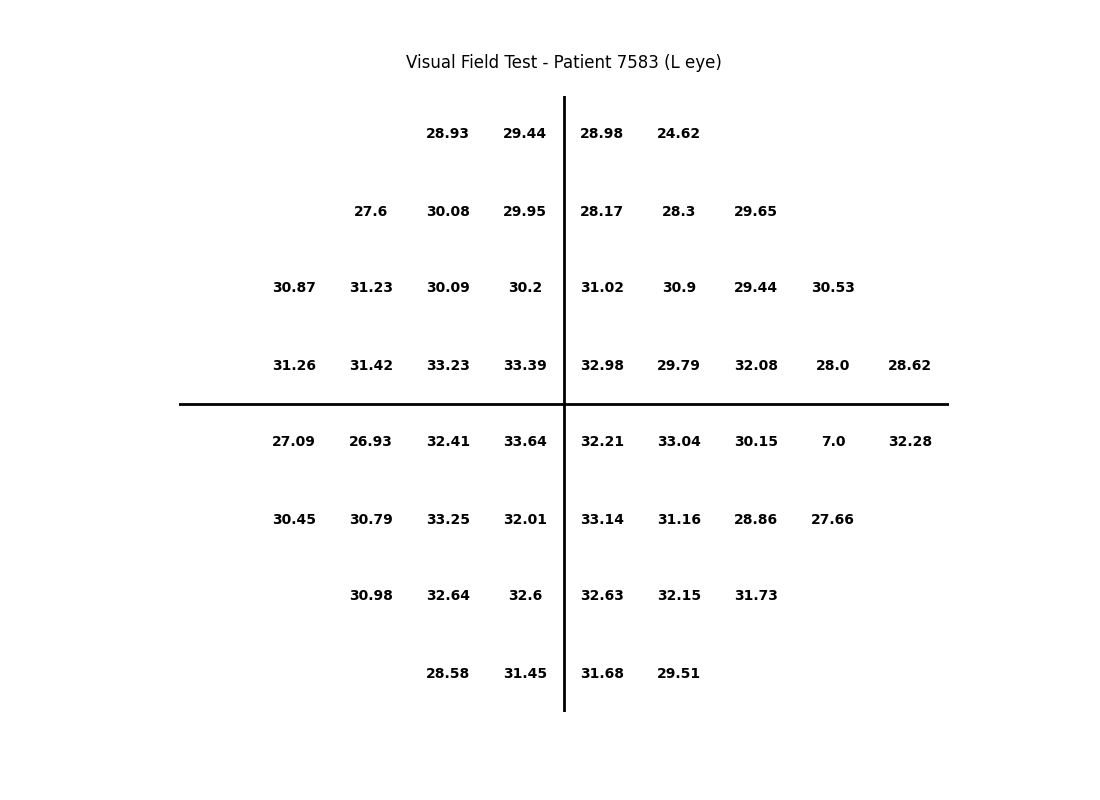 Visual Field Test - Patient 7583 (L eye)
28.93 29.44 28.98 24.62
27.6 30.08 29.95 28.17 28.3 29.65
30.87 31.23 30.09 30.2 31.02 30.9 29.44 30.53
31.26 31.42 33.23 33.39 32.98 29.79 32.08 28.0 28.62
27.09 26.93 32.41 33.64 32.21 33.04 30.15 7.0 32.28
30.45 30.79 33.25 32.01 33.14 31.16 28.86 27.66
30.98 32.64 32.6 32.63 32.15 31.73
28.58 31.45 31.68 29.51